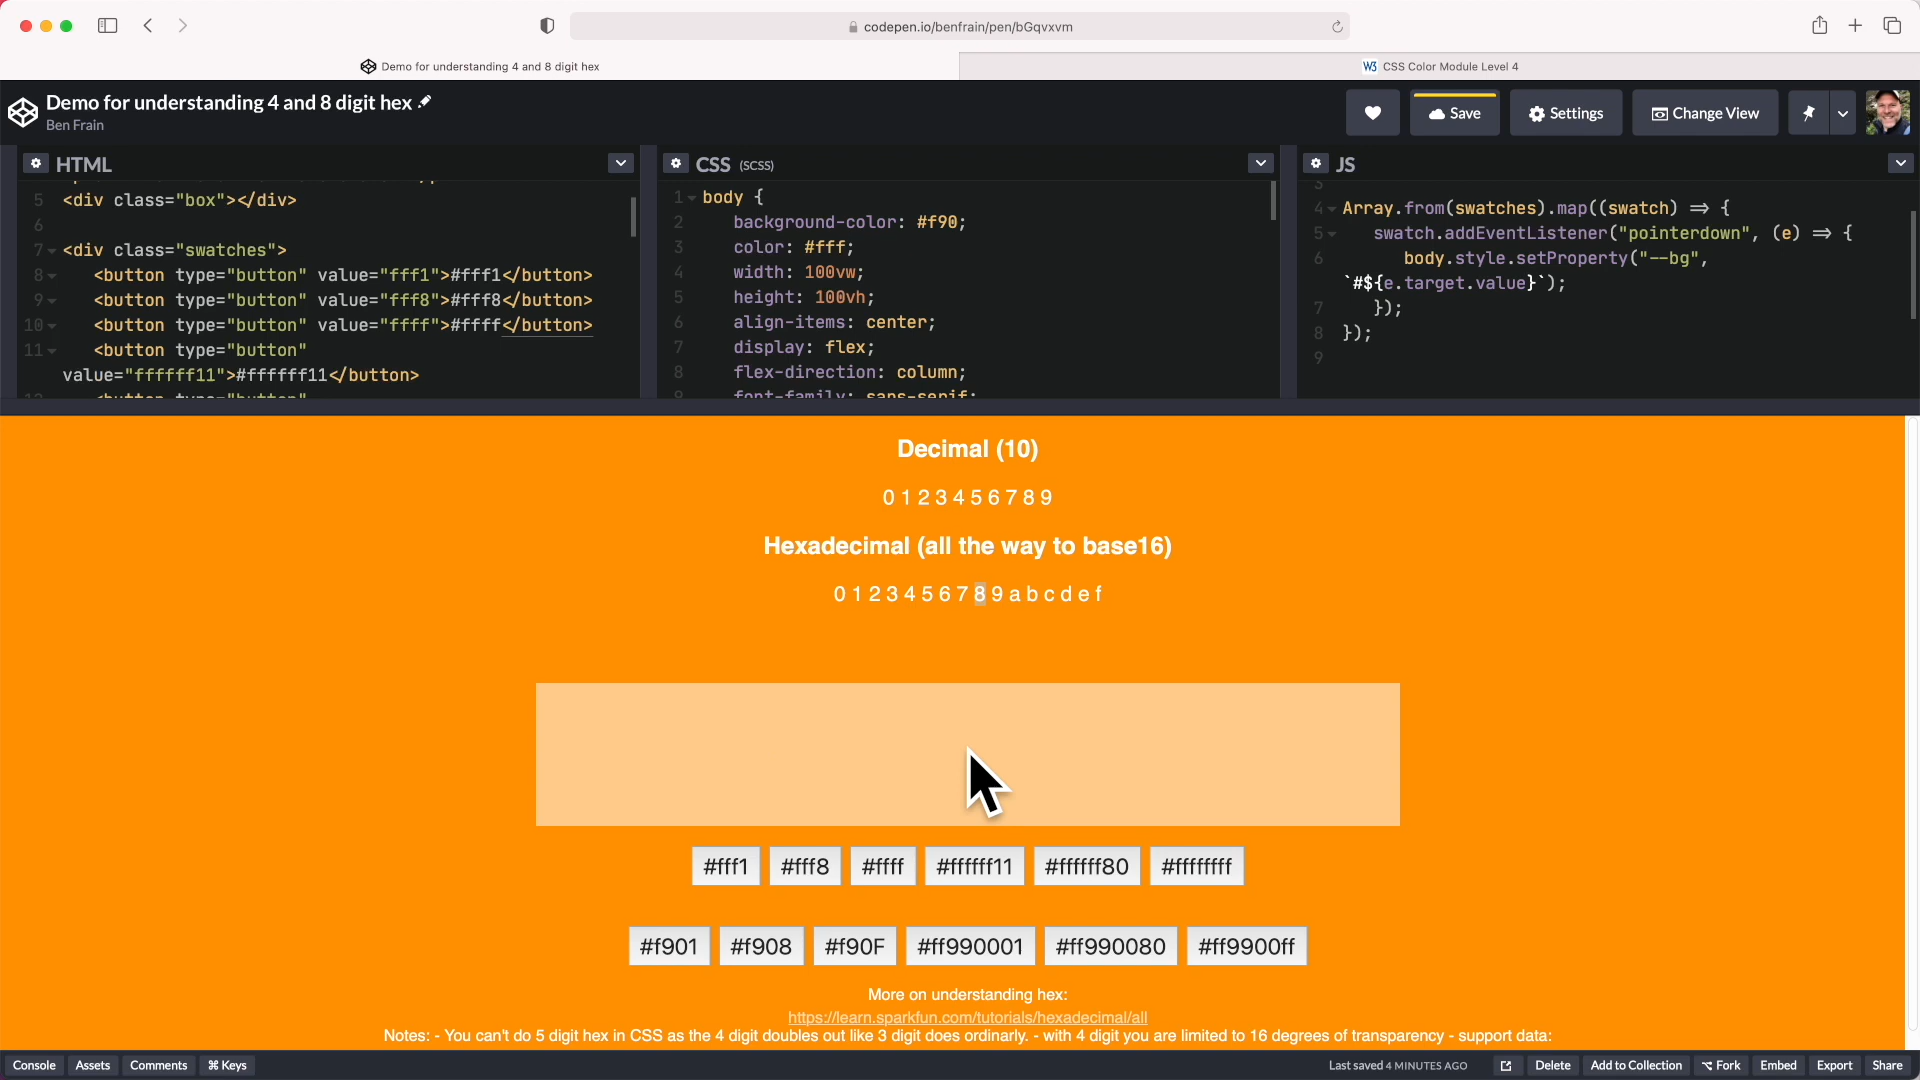 codepen.io/benfrain/pen/bGqvxvm
Demo for understanding 4 and 8 digit hex
W3 CSS Color Module Level 4
Demo for understanding 4 and 8 digit hex
Ben Frain
Save
Settings
Change View
HTML
5 <div class="box"></div>
6
7 <div class="swatches">
8 <button type="button" value="fff1">#fff1</button>
9 <button type="button" value="fff8">#fff8</button>
10 <button type="button" value="ffff">#ffff</button>
11 <button type="button"
value="ffffff11">#ffffff11</button>
CSS (SCSS)
1 body {
2 background-color: #f90;
3 color: #fff;
4 width: 100vw;
5 height: 100vh;
6 align-items: center;
7 display: flex;
8 flex-direction: column;
9 font-family: sans-serif;
JS
3
4 Array.from(swatches).map((swatch) => {
5 swatch.addEventListener("pointerdown", (e) => {
6 body.style.setProperty("--bg",
`#${e.target.value}`);
7 });
8 });
9
Decimal (10)
0 1 2 3 4 5 6 7 8 9
Hexadecimal (all the way to base16)
0 1 2 3 4 5 6 7 8 9 a b c d e f
#fff1 #fff8 #ffff #ffffff11 #ffffff80 #ffffffff
#f901 #f908 #f90F #ff990001 #ff990080 #ff9900ff
More on understanding hex:
https://learn.sparkfun.com/tutorials/hexadecimal/all
Notes: - You can't do 5 digit hex in CSS as the 4 digit doubles out like 3 digit does ordinarly. - with 4 digit you are limited to 16 degrees of transparency - support data:
Console Assets Comments ⌘ Keys
Last saved 4 MINUTES AGO Delete Add to Collection ⌥ Fork Embed Export Share